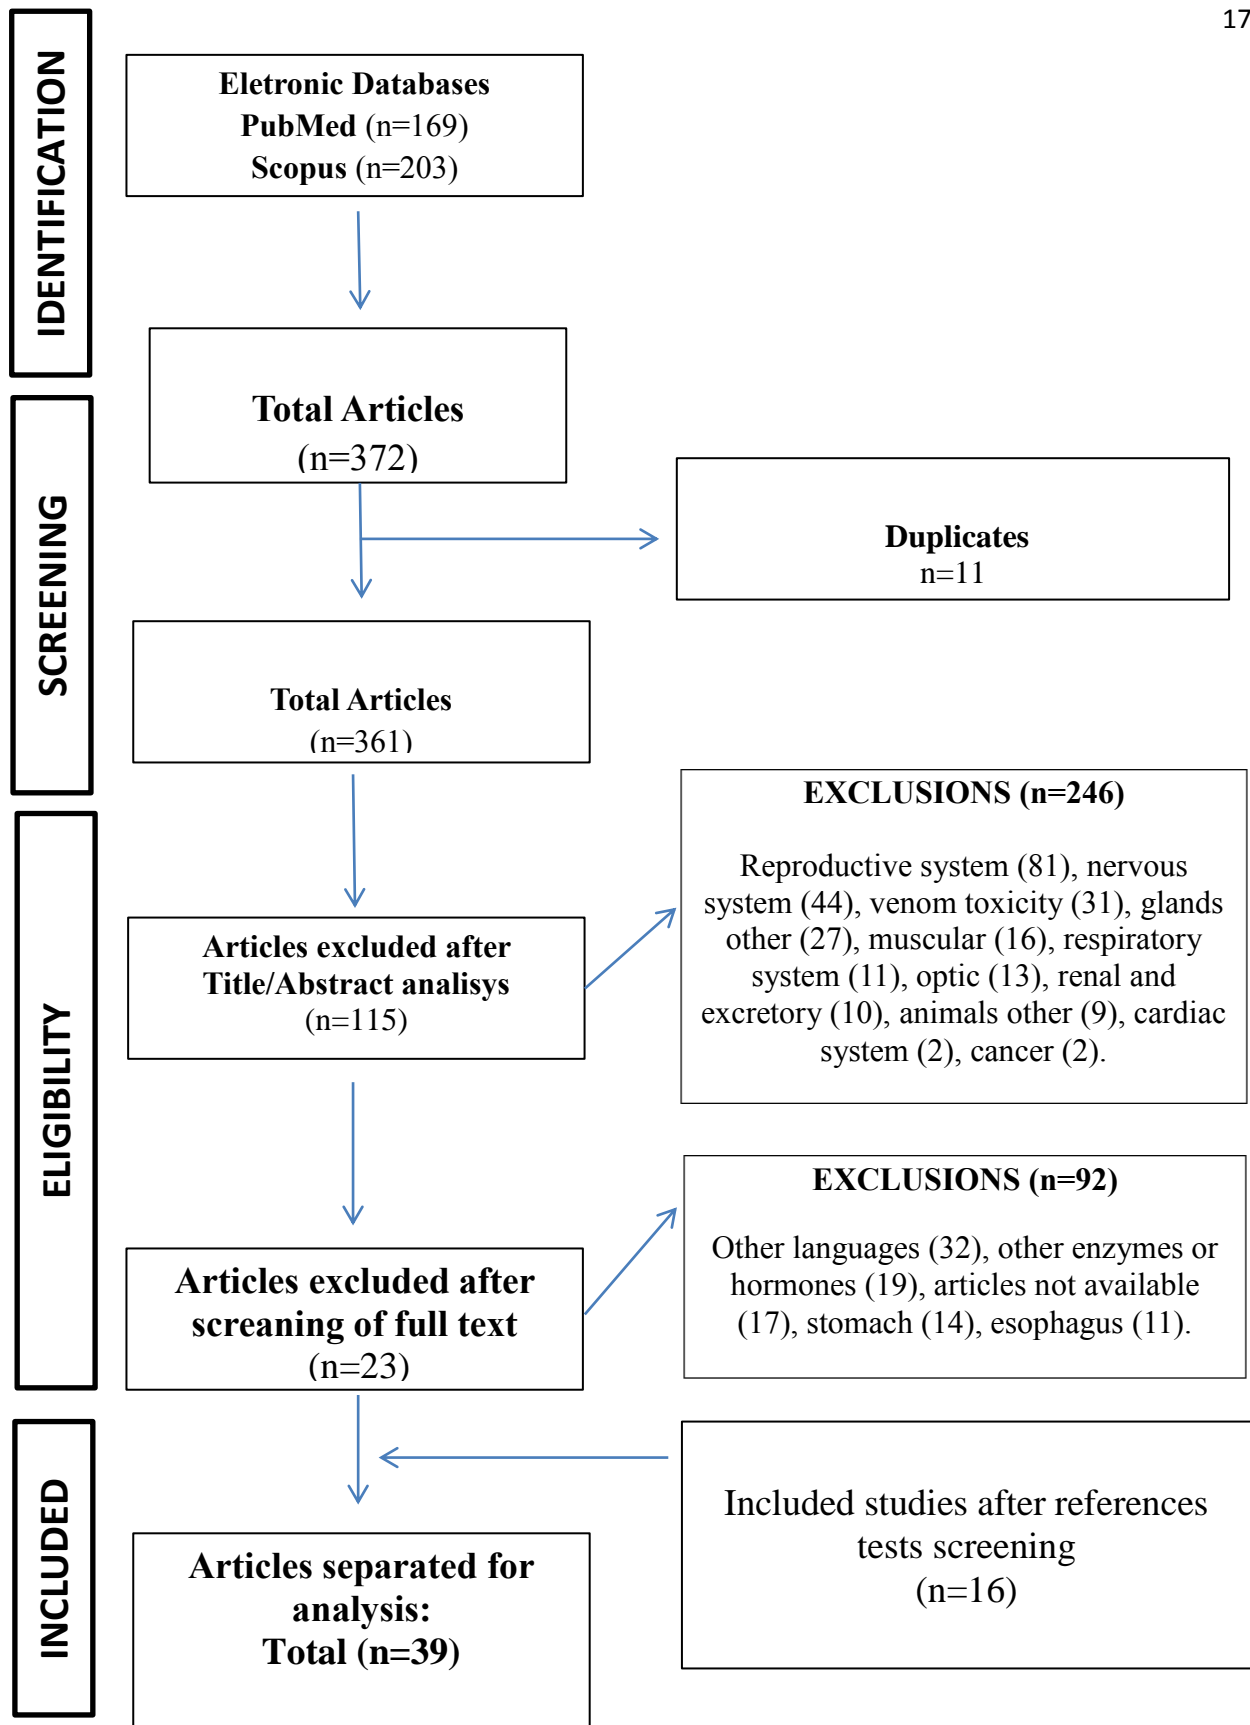 17
IDENTIFICATION
Eletronic Databases
PubMed (n=169)
Scopus (n=203)
Total Articles
(n=372)
SCREENING
Duplicates
n=11
Total Articles
(n=361)
ELIGIBILITY
EXCLUSIONS (n=246)
Reproductive system (81), nervous
system (44), venom toxicity (31), glands
other (27), muscular (16), respiratory
system (11), optic (13), renal and
excretory (10), animals other (9), cardiac
system (2), cancer (2).
Articles excluded after
Title/Abstract analisys
(n=115)
EXCLUSIONS (n=92)
Other languages (32), other enzymes or
hormones (19), articles not available
(17), stomach (14), esophagus (11).
Articles excluded after
screaning of full text
(n=23)
INCLUDED
Included studies after references
tests screening
(n=16)
Articles separated for
analysis:
Total (n=39)